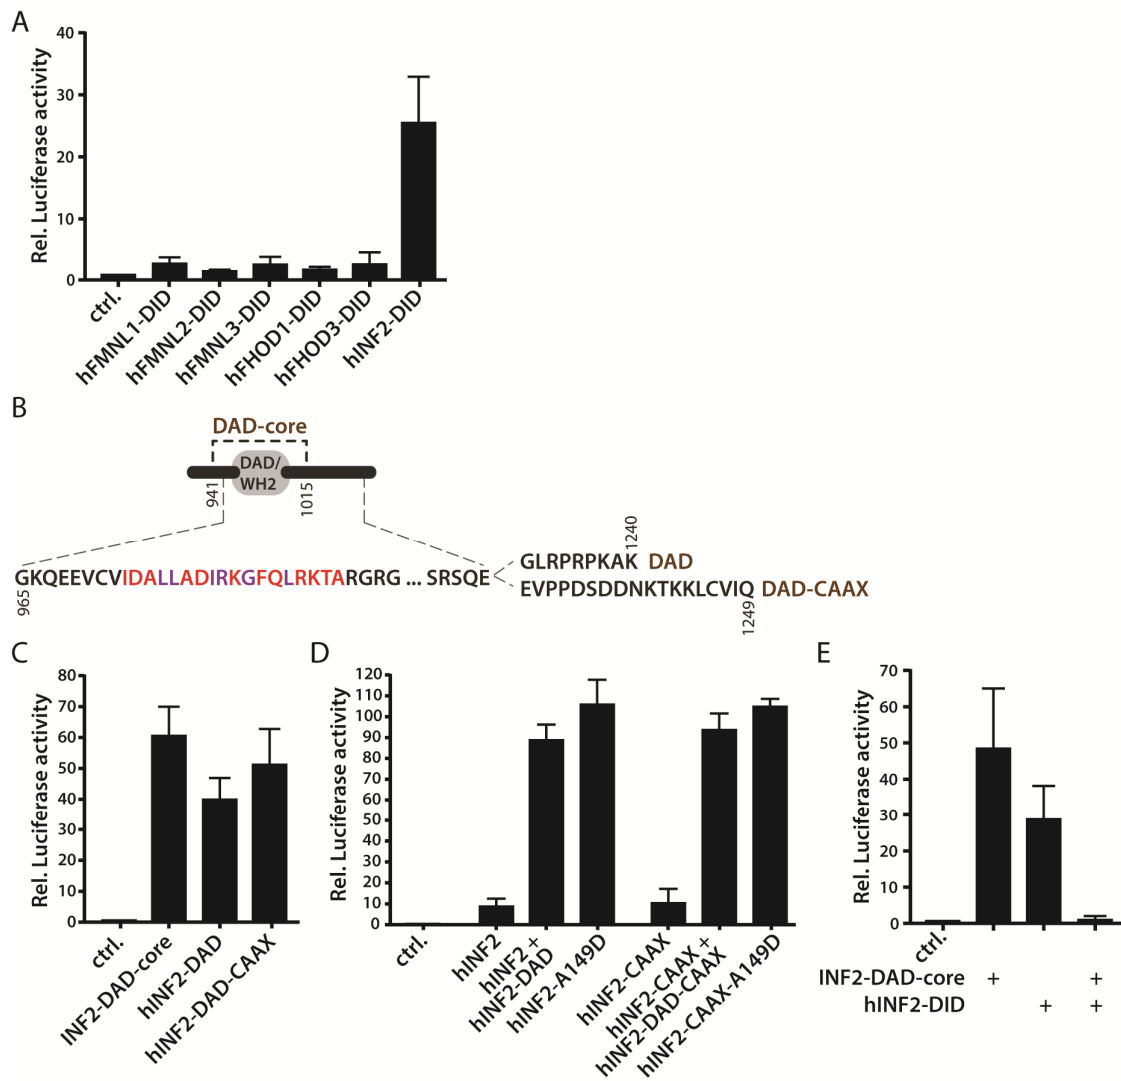 A
Rel. Luciferase activity
40
30
20
10
0
ctrl.
hFMNL1-DID
hFMNL2-DID
hFMNL3-DID
hFHOD1-DID
hFHOD3-DID
hINF2-DID
B
DAD-core
DAD/
WH2
941
1015
GKQEEVCVIDALLADIRKGFQLRKTARGRG ... SRSQE
965
GLRPRPKAK DAD
1240
EVPPDSDDNKTKKLCVIQ DAD-CAAX
1249
C
Rel. Luciferase activity
80
70
60
50
40
30
20
10
0
ctrl.
INF2-DAD-core
hINF2-DAD
hINF2-DAD-CAAX
D
Rel. Luciferase activity
120
110
100
90
80
70
60
50
40
30
20
10
0
ctrl.
hINF2
hINF2 +
hINF2-DAD
hINF2-A149D
hINF2-CAAX
hINF2-CAAX +
hINF2-DAD-CAAX
hINF2-CAAX-A149D
E
Rel. Luciferase activity
70
60
50
40
30
20
10
0
ctrl.
INF2-DAD-core + +
hINF2-DID + +